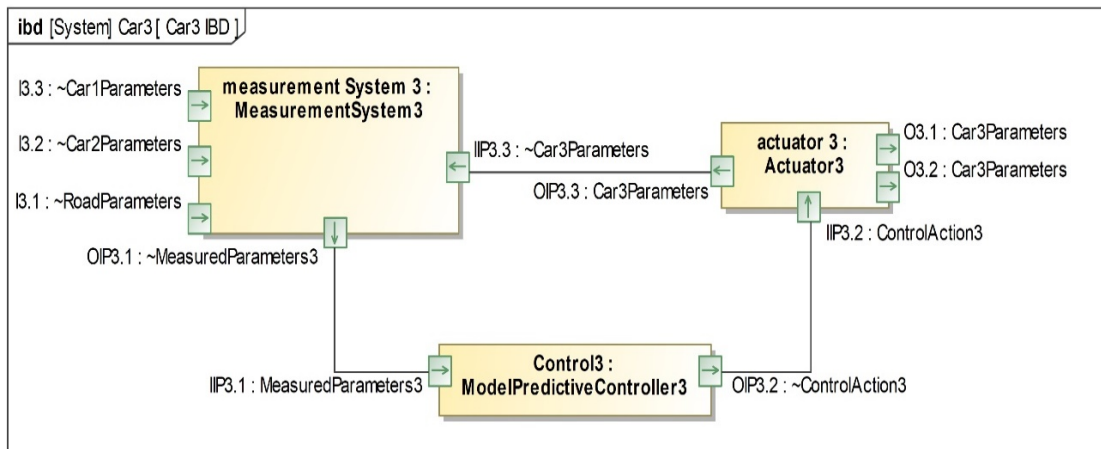 ibd [System] Car3 [ Car3 IBD ]
I3.3 : ~Car1Parameters
I3.2 : ~Car2Parameters
I3.1 : ~RoadParameters
measurement System 3 :
MeasurementSystem3
OIP3.1 : ~MeasuredParameters3
IIP3.3 : ~Car3Parameters
OIP3.3 : Car3Parameters
actuator 3 :
Actuator3
O3.1 : Car3Parameters
O3.2 : Car3Parameters
IIP3.2 : ControlAction3
IIP3.1 : MeasuredParameters3
Control3 :
ModelPredictiveController3
OIP3.2 : ~ControlAction3